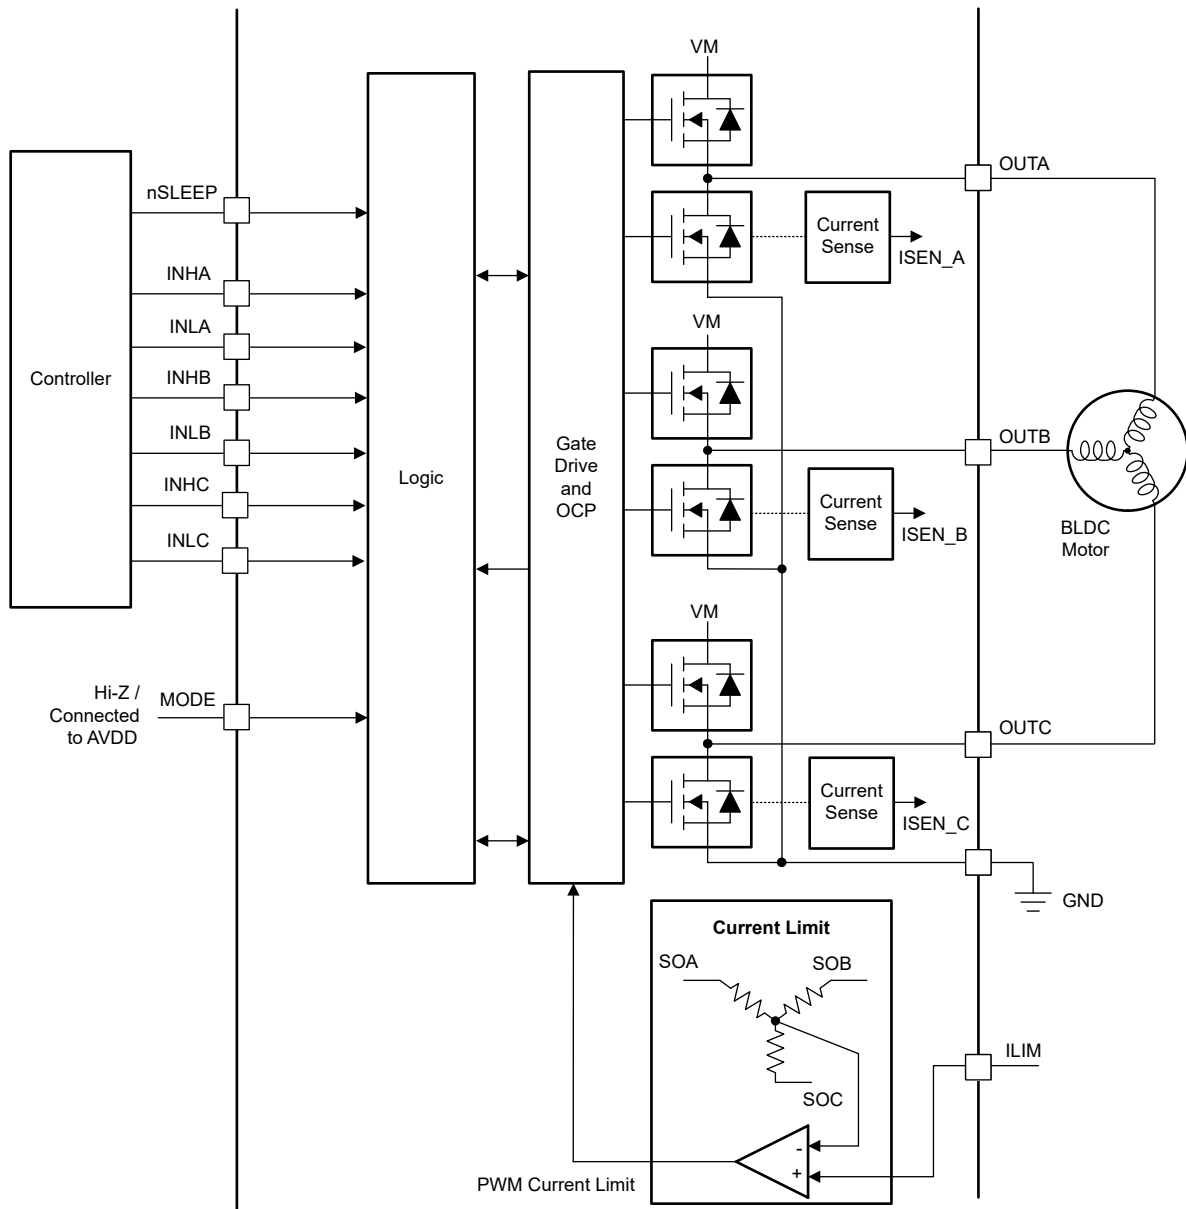 VM
OUTA
nSLEEP
Current
Sense
ISEN_A
INHA
INLA
VM
Controller
INHB
INLB
Gate
Drive
and
OCP
OUTB
Logic
INHC
Current
Sense
ISEN_B
BLDC
Motor
INLC
VM
Hi-Z /
Connected
to AVDD
MODE
OUTC
Current
Sense
ISEN_C
GND
Current Limit
SOA
SOB
ILIM
SOC
-
+
PWM Current Limit